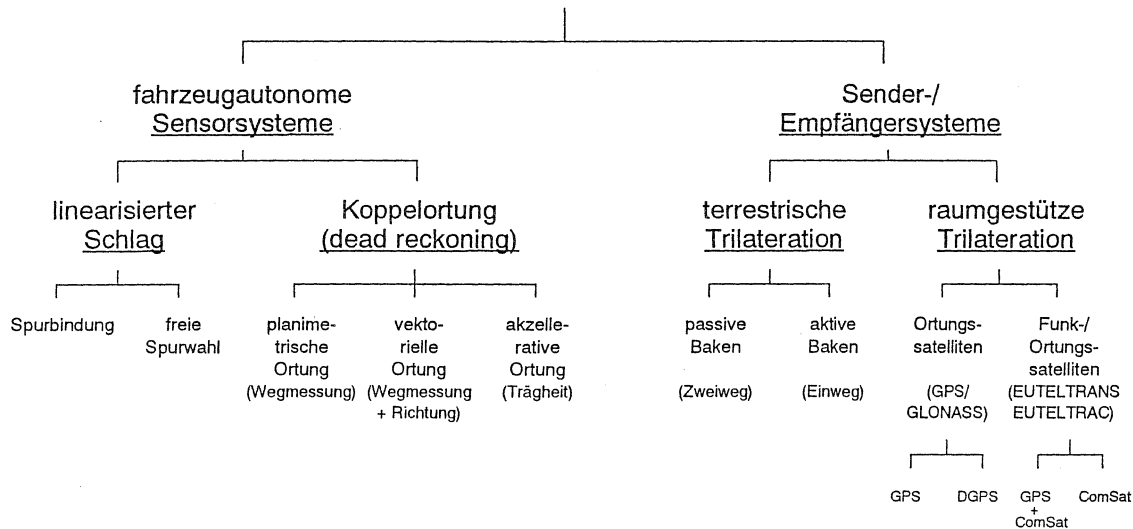 fahrzeugautonome
Sensorsysteme
Sender-/
Empfängersysteme
linearisierter
Schlag
Koppelortung
(dead reckoning)
terrestrische
Trilateration
raumgestütze
Trilateration
Spurbindung
freie
Spurwahl
planime-
trische
Ortung
(Wegmessung)
vekto-
rielle
Ortung
(Wegmessung
+ Richtung)
akzelle-
rative
Ortung
(Trägheit)
passive
Baken
(Zweiweg)
aktive
Baken
(Einweg)
Ortungs-
satelliten
(GPS/
GLONASS)
Funk-/
Ortungs-
satelliten
(EUTELTRANS
EUTELTRAC)
GPS
DGPS
GPS
+
ComSat
ComSat